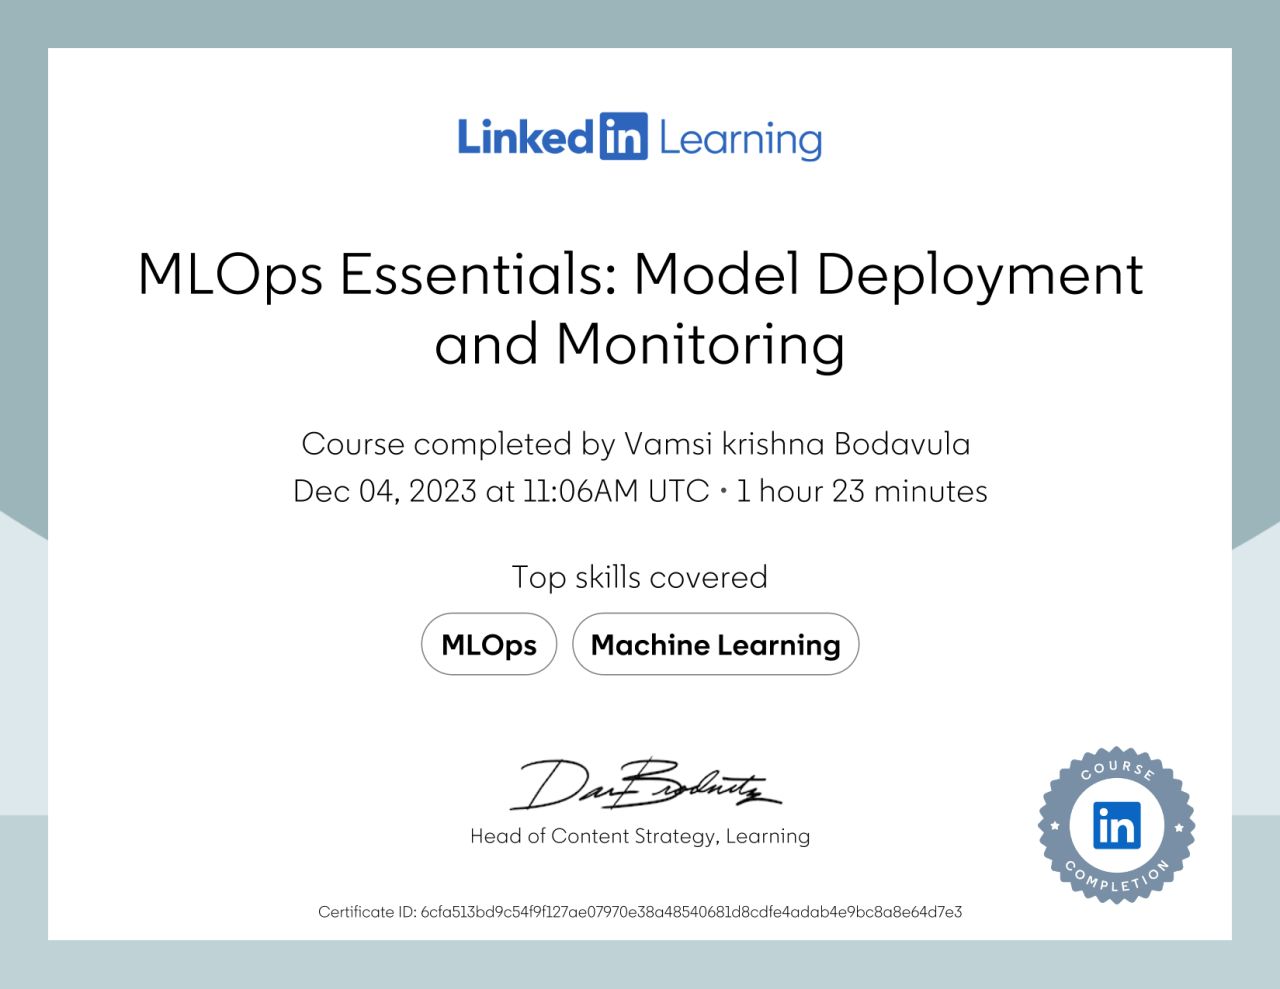 Linkedin Learning
MLOps Essentials: Model Deployment
and Monitoring
Course completed by Vamsi krishna Bodavula
Dec 04, 2023 at 11:06AM UTC • 1 hour 23 minutes
Top skills covered
MLOps Machine Learning
Dan Brodnitz
Head of Content Strategy, Learning
COURSE
in
COMPLETION
Certificate ID: 6cfa513bd9c54f9f127ae07970e38a48540681d8cdfe4adab4e9bc8a8e64d7e3